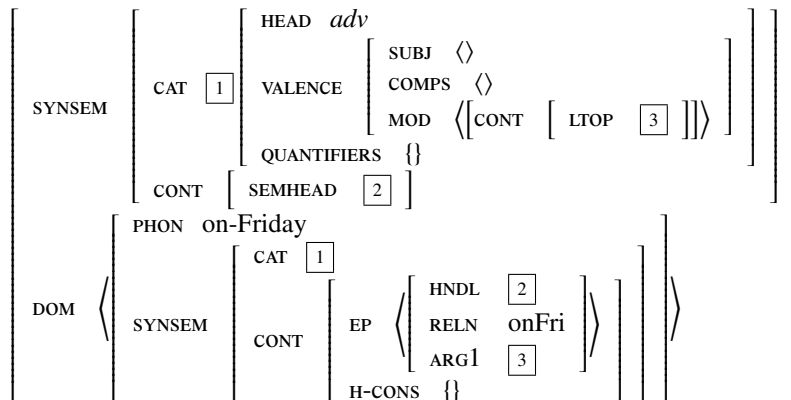 HEAD adv
SUBJ ⟨⟩
CAT 1 VALENCE COMPS ⟨⟩
SYNSEM MOD ⟨[CONT [ LTOP 3 ]]⟩
QUANTIFIERS {}
CONT [ SEMHEAD 2 ]
PHON on-Friday
CAT 1
HNDL 2
DOM ⟨ SYNSEM CONT EP ⟨ RELN onFri ⟩ ⟩
ARG1 3
H-CONS {}